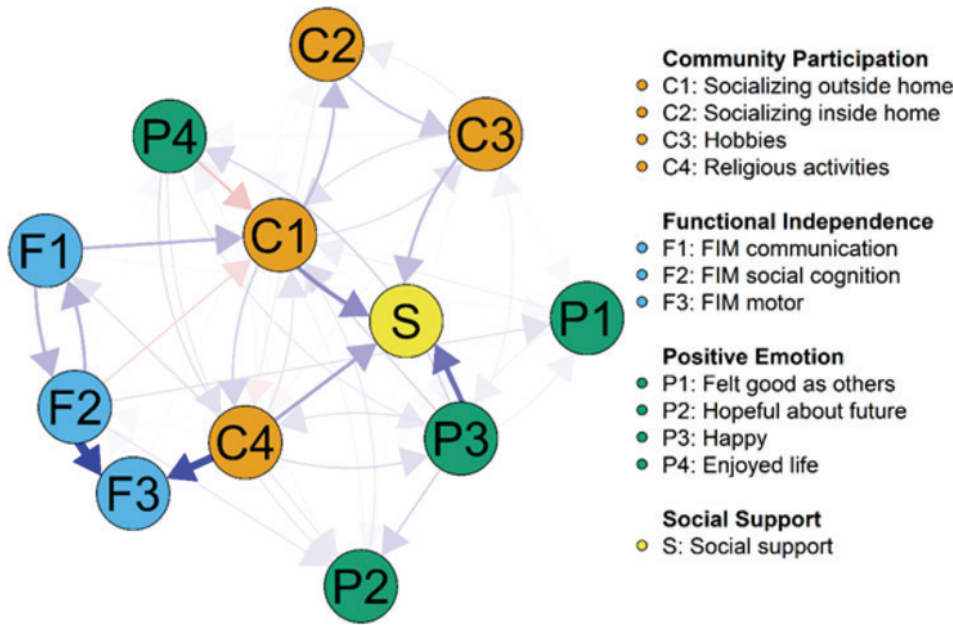 C2
C3
P4
C1
F1
S
P1
F2
C4
P3
F3
P2
Community Participation
C1: Socializing outside home
C2: Socializing inside home
C3: Hobbies
C4: Religious activities
Functional Independence
F1: FIM communication
F2: FIM social cognition
F3: FIM motor
Positive Emotion
P1: Felt good as others
P2: Hopeful about future
P3: Happy
P4: Enjoyed life
Social Support
S: Social support